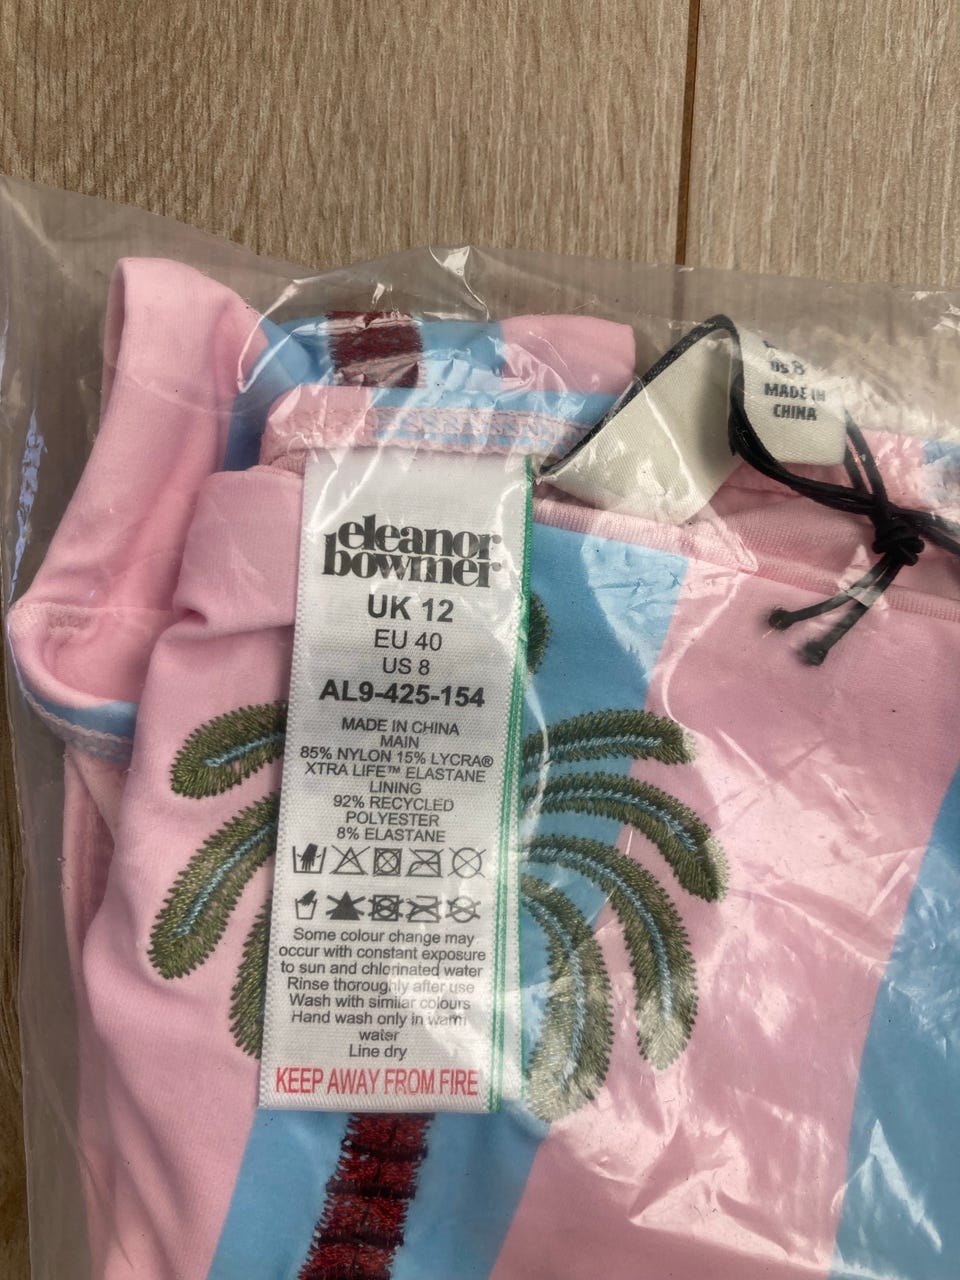 eleanor
bowmer
UK 12
EU 40
US 8
AL9-425-154
MADE IN CHINA
MAIN
85% NYLON 15% LYCRA®
XTRA LIFE™ ELASTANE
LINING
92% RECYCLED
POLYESTER
8% ELASTANE
Some colour change may
occur with constant exposure
to sun and chlorinated water
Rinse thoroughly after use
Wash with similar colours
Hand wash only in warm
water
Line dry
KEEP AWAY FROM FIRE
US 8
MADE IN
CHINA